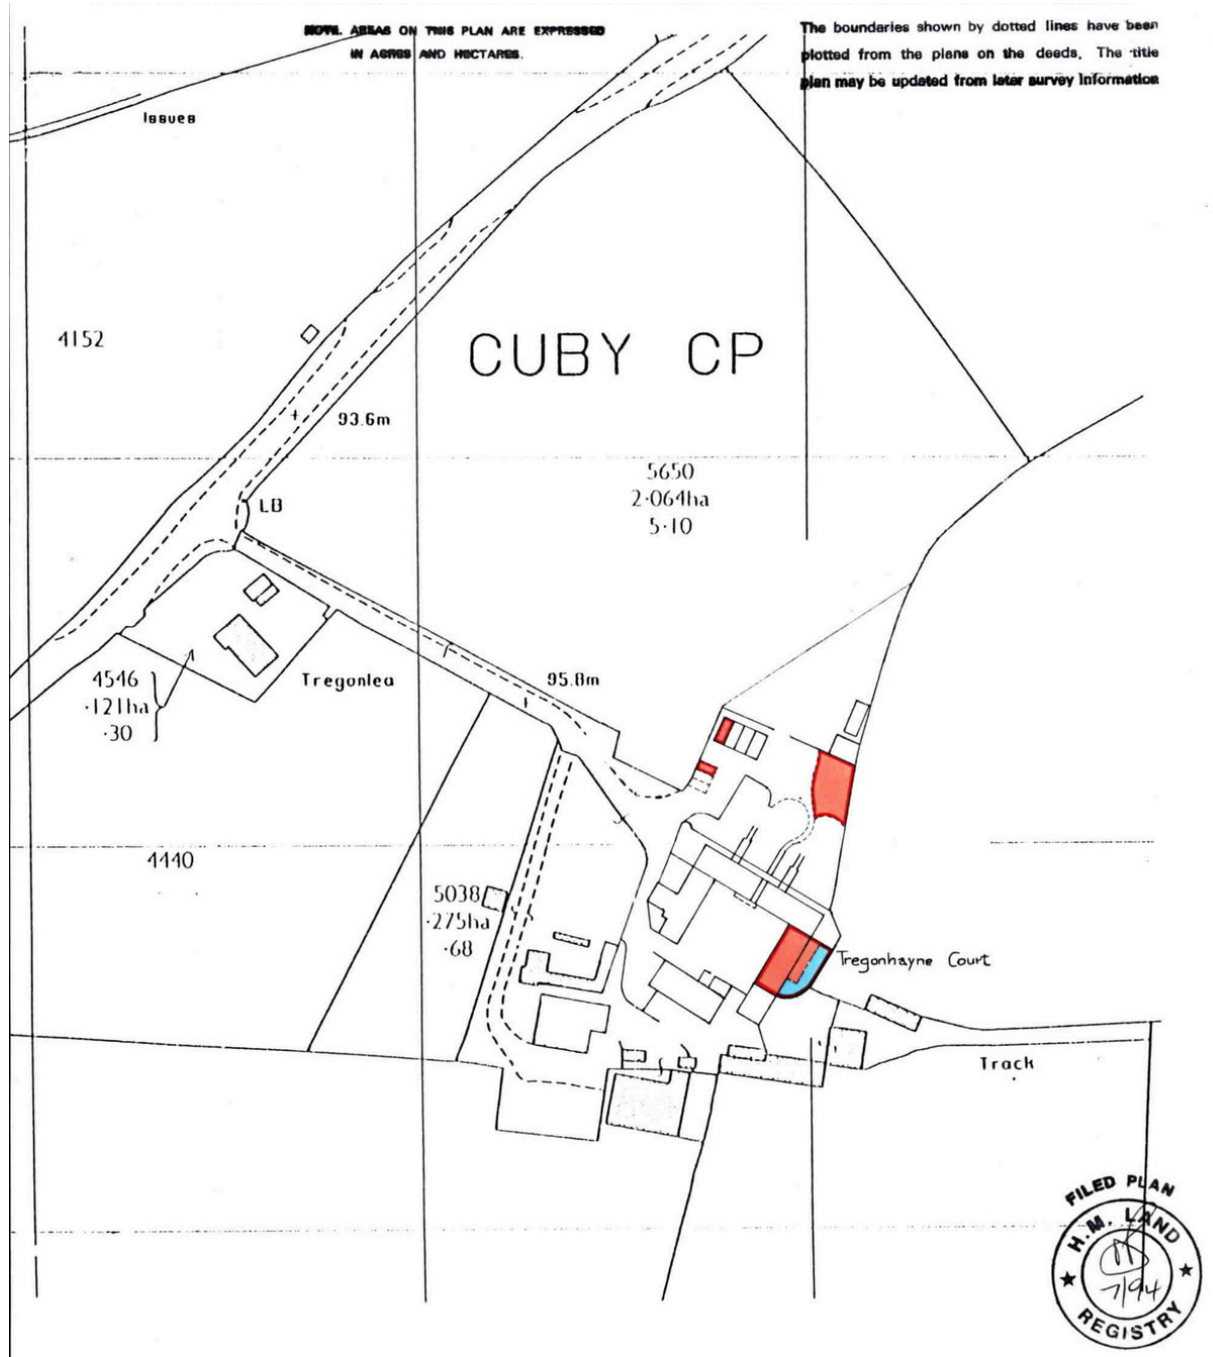 NOTE. AREAS ON THIS PLAN ARE EXPRESSED
IN ACRES AND HECTARES.
The boundaries shown by dotted lines have been
plotted from the plans on the deeds. The title
plan may be updated from later survey information
Issues
4152
CUBY CP
93.6m
5650
2·064ha
5·10
LB
4546
·121ha
·30
Tregonlea
95.8m
4440
5038
·275ha
·68
Tregonhayne Court
Track
FILED PLAN
H.M. LAND
REGISTRY
7/94